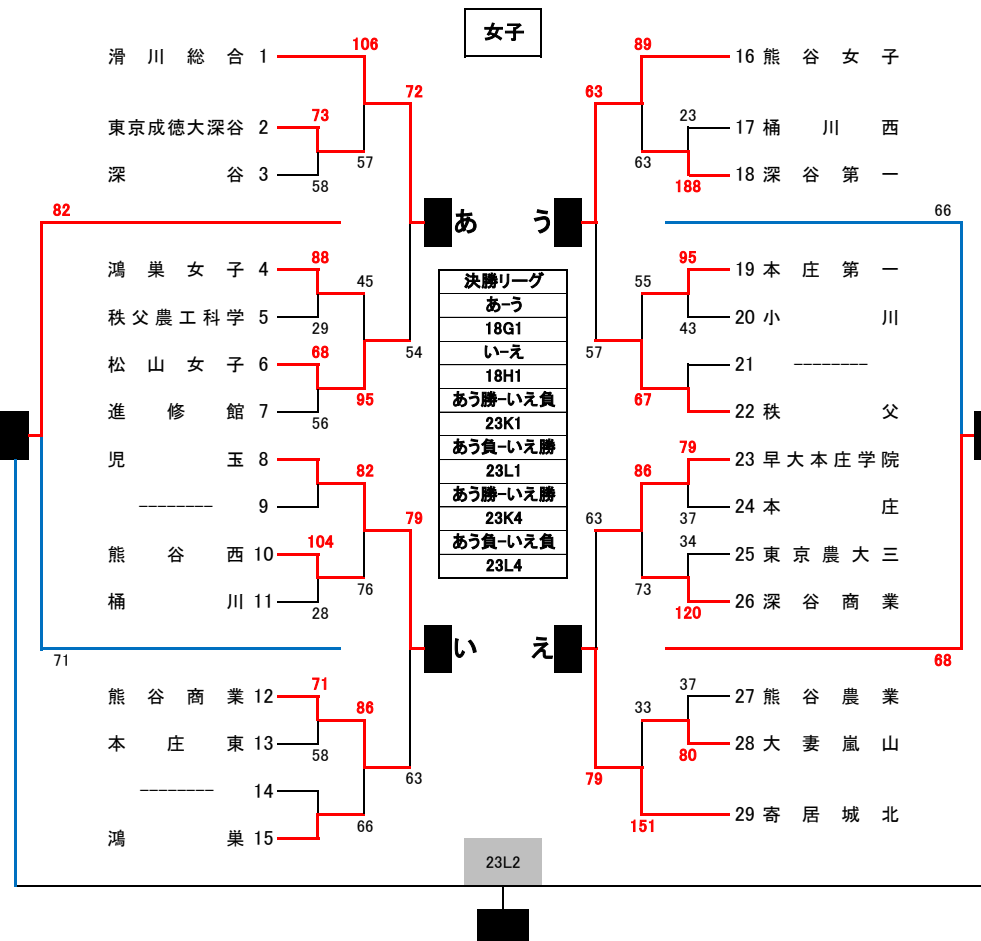 女子
滑川総合 1
106
72
東京成徳大深谷 2
73
深谷 3
58
57
82
あ
鴻巣女子 4
88
45
秩父農工科学 5
29
54
松山女子 6
68
進修館 7
56
95
児玉 8
82
-------- 9
79
熊谷西 10
104
76
桶川 11
28
71
い
熊谷商業 12
71
86
本庄東 13
58
63
-------- 14
鴻巣 15
66
決勝リーグ
あ-う
18G1
い-え
18H1
あう勝-いえ負
23K1
あう負-いえ勝
23L1
あう勝-いえ勝
23K4
あう負-いえ負
23L4
89
16 熊谷女子
63
23
17 桶川西
63
18 深谷第一
188
66
う
95
19 本庄第一
55
20 小川
43
57
21 --------
67
22 秩父
79
23 早大本庄学院
86
24 本庄
37
63
34
25 東京農大三
73
26 深谷商業
120
え
68
37
27 熊谷農業
33
28 大妻嵐山
80
79
29 寄居城北
151
23L2